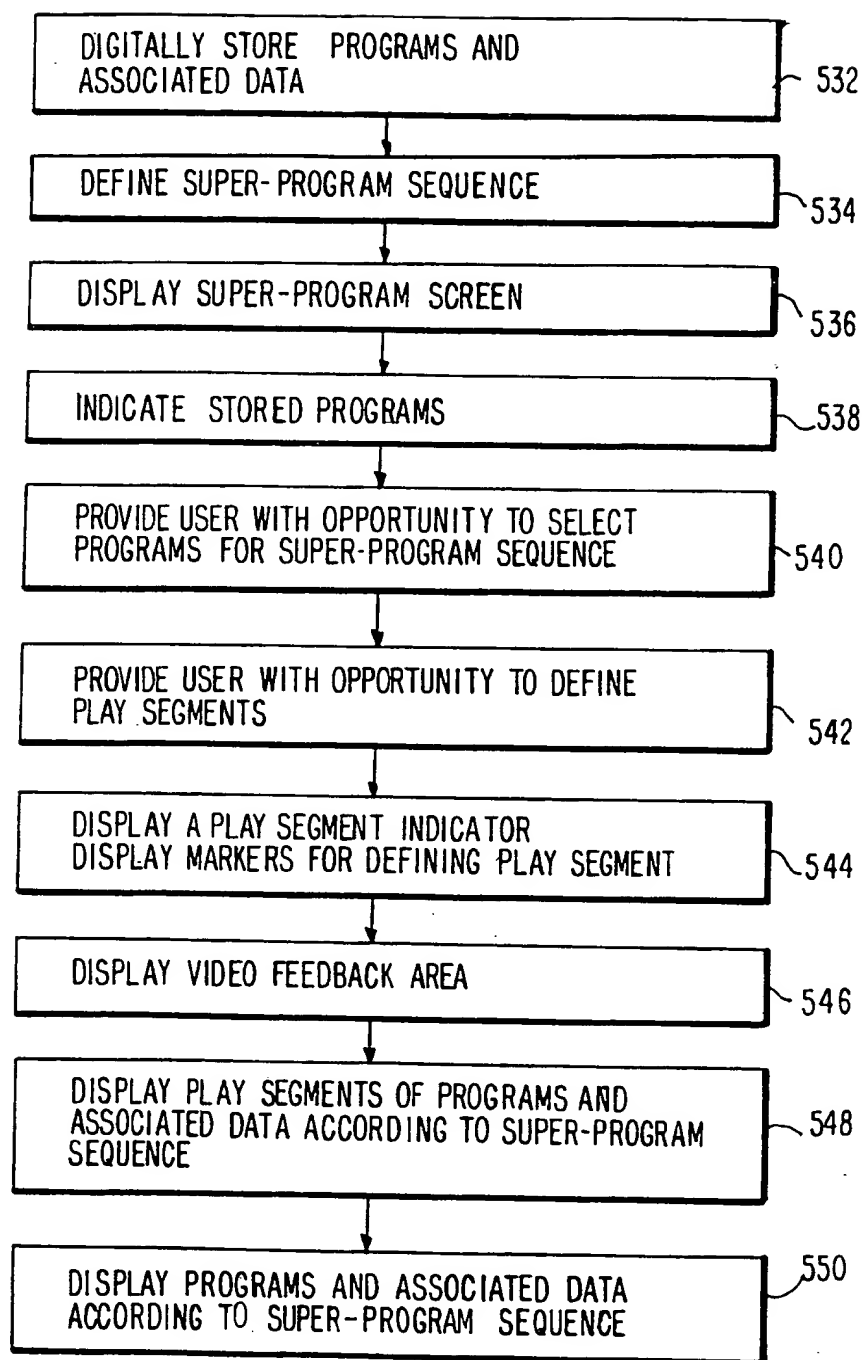 DIGITALLY STORE PROGRAMS AND
ASSOCIATED DATA
532
DEFINE SUPER-PROGRAM SEQUENCE
534
DISPLAY SUPER-PROGRAM SCREEN
536
INDICATE STORED PROGRAMS
538
PROVIDE USER WITH OPPORTUNITY TO SELECT
PROGRAMS FOR SUPER-PROGRAM SEQUENCE
540
PROVIDE USER WITH OPPORTUNITY TO DEFINE
PLAY SEGMENTS
542
DISPLAY A PLAY SEGMENT INDICATOR
DISPLAY MARKERS FOR DEFINING PLAY SEGMENT
544
DISPLAY VIDEO FEEDBACK AREA
546
DISPLAY PLAY SEGMENTS OF PROGRAMS AND
ASSOCIATED DATA ACCORDING TO SUPER-PROGRAM
SEQUENCE
548
DISPLAY PROGRAMS AND ASSOCIATED DATA
ACCORDING TO SUPER-PROGRAM SEQUENCE
550